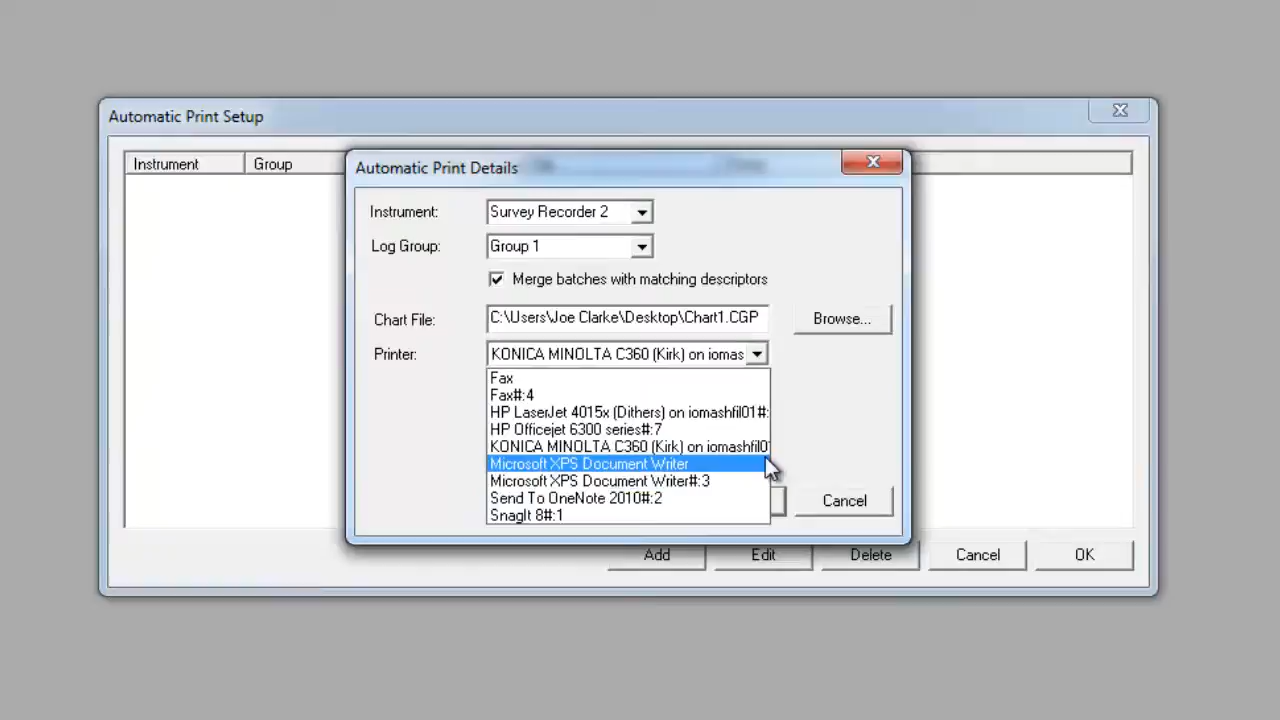 Automatic Print Setup
Instrument Group
Automatic Print Details
Instrument: Survey Recorder 2
Log Group: Group 1
Merge batches with matching descriptors
Chart File: C:\Users\Joe Clarke\Desktop\Chart1.CGP Browse...
Printer: KONICA MINOLTA C360 (Kirk) on iomas
Fax
Fax#:4
HP LaserJet 4015x (Dithers) on iomashfil01#:
HP Officejet 6300 series#:7
KONICA MINOLTA C360 (Kirk) on iomashfil0
Microsoft XPS Document Writer
Microsoft XPS Document Writer#:3
Send To OneNote 2010#:2
SnagIt 8#:1
Cancel
Add Edit Delete Cancel OK